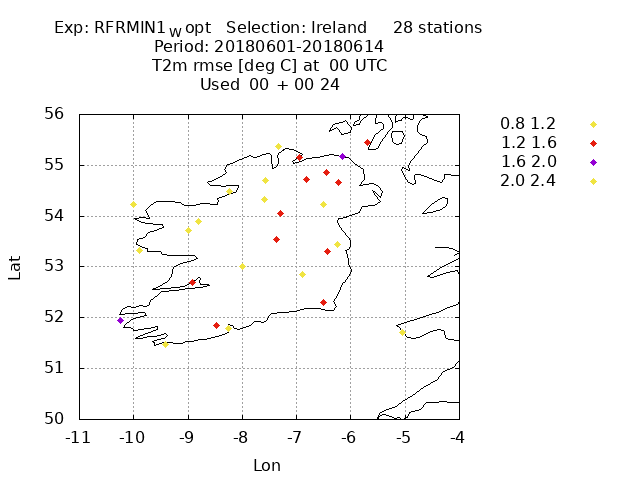 Exp: RFRMIN1 W opt Selection: Ireland 28 stations
Period: 20180601-20180614
T2m rmse [deg C] at 00 UTC
Used 00 + 00 24
0.8 1.2
1.2 1.6
1.6 2.0
2.0 2.4
56
55
54
53
52
51
50
Lat
-11 -10 -9 -8 -7 -6 -5 -4
Lon